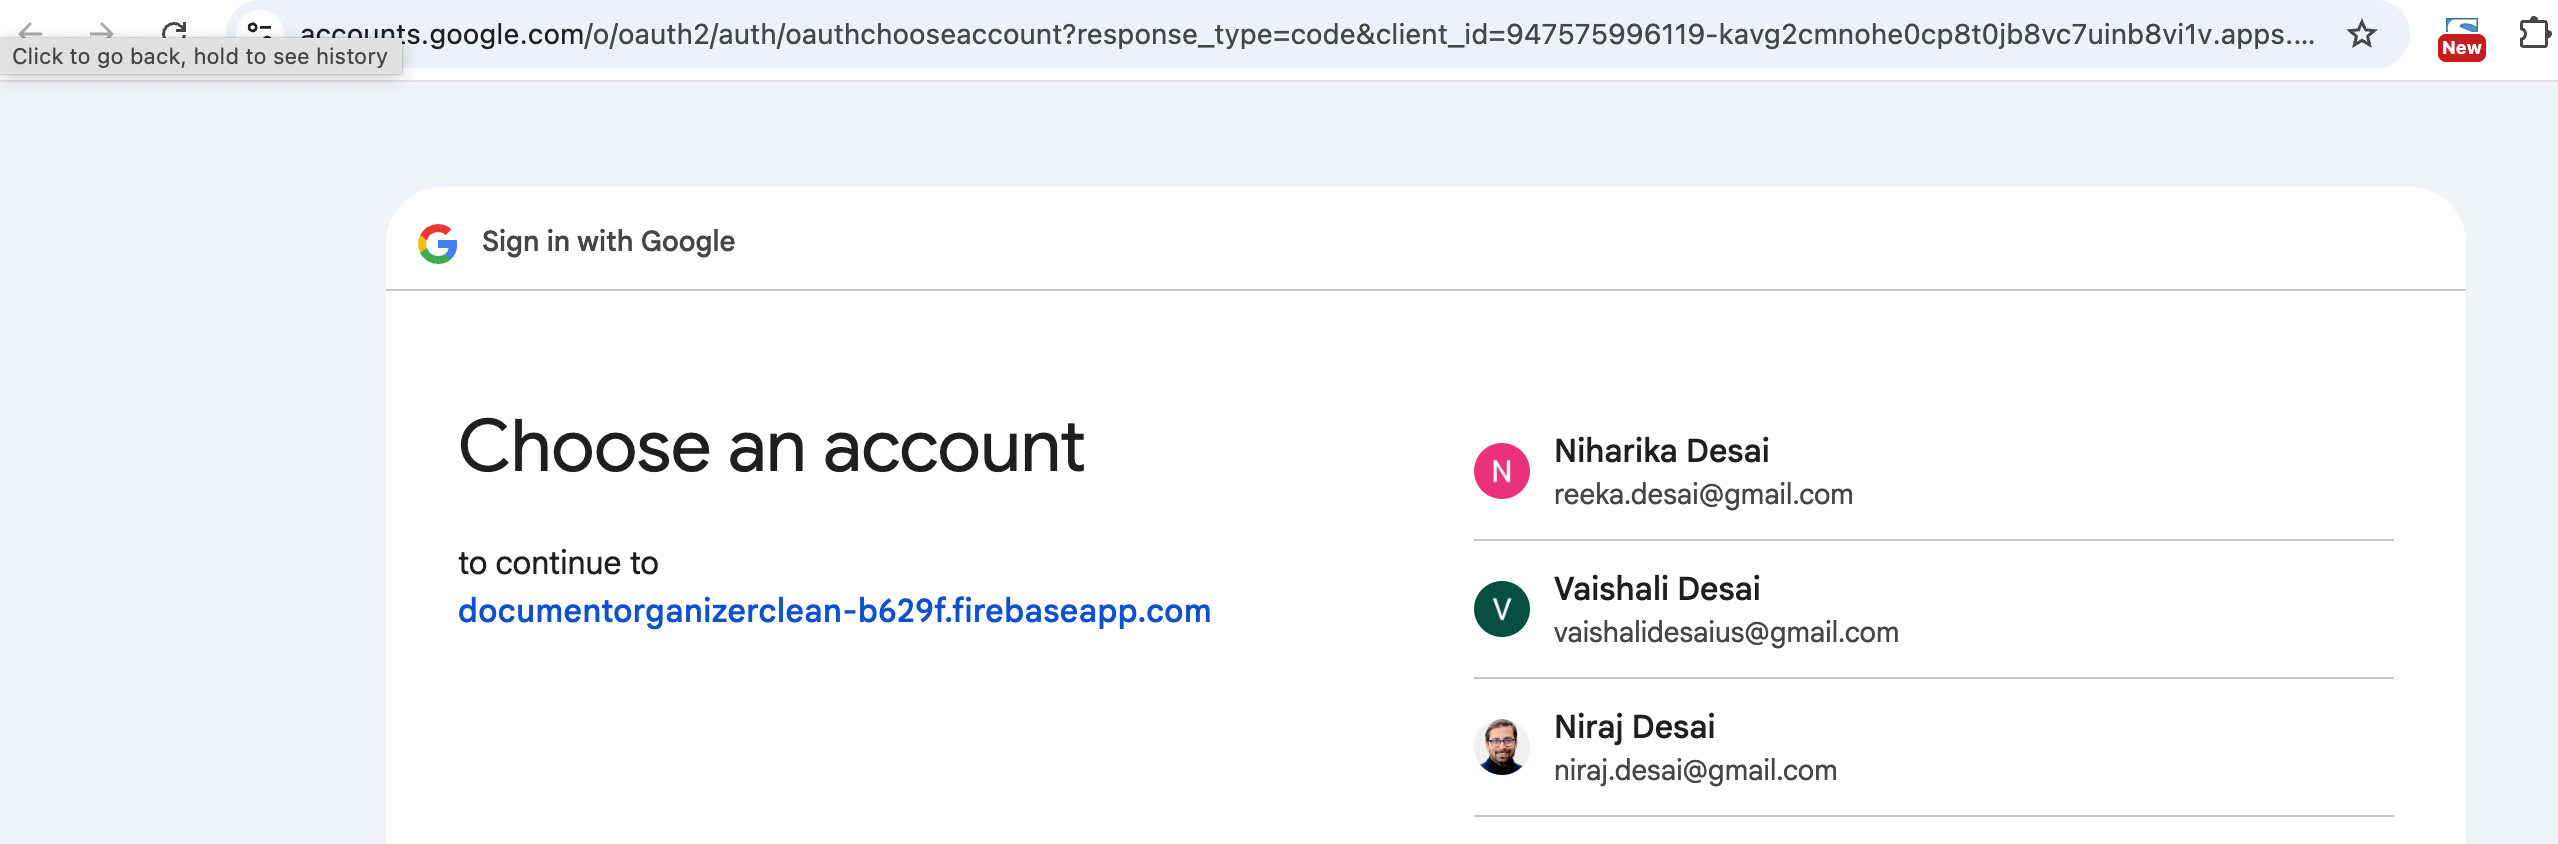 accounts.google.com/o/oauth2/auth/oauthchooseaccount?response_type=code&client_id=947575996119-kavg2cmnohe0cp8t0jb8vc7uinb8vi1v.apps....
New
Click to go back, hold to see history
Sign in with Google
Choose an account
to continue to
documentorganizerclean-b629f.firebaseapp.com
N
Niharika Desai
reeka.desai@gmail.com
V
Vaishali Desai
vaishalidesaius@gmail.com
Niraj Desai
niraj.desai@gmail.com